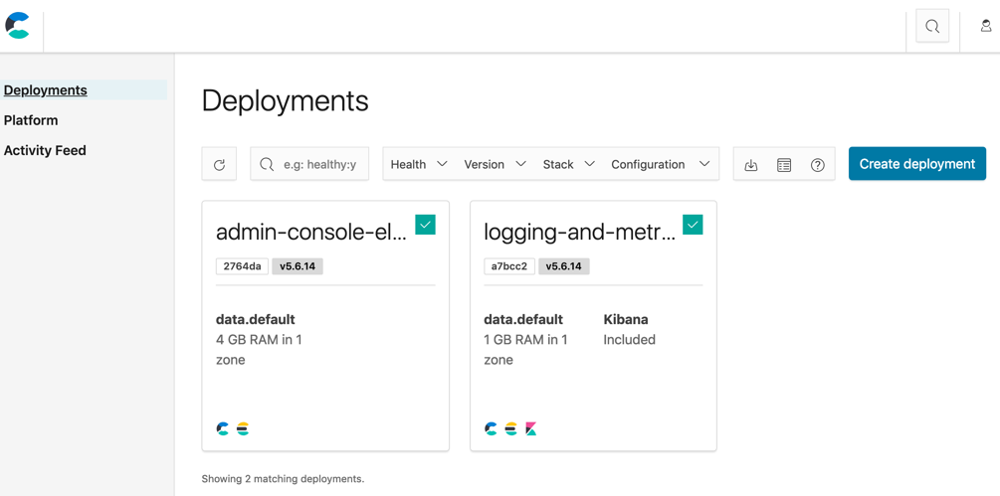 Deployments
Platform
Activity Feed
Deployments
e.g: healthy:y
Health
Version
Stack
Configuration
Create deployment
admin-console-el...
2764da
v5.6.14
data.default
4 GB RAM in 1
zone
logging-and-metr...
a7bcc2
v5.6.14
data.default
1 GB RAM in 1
zone
Kibana
Included
Showing 2 matching deployments.